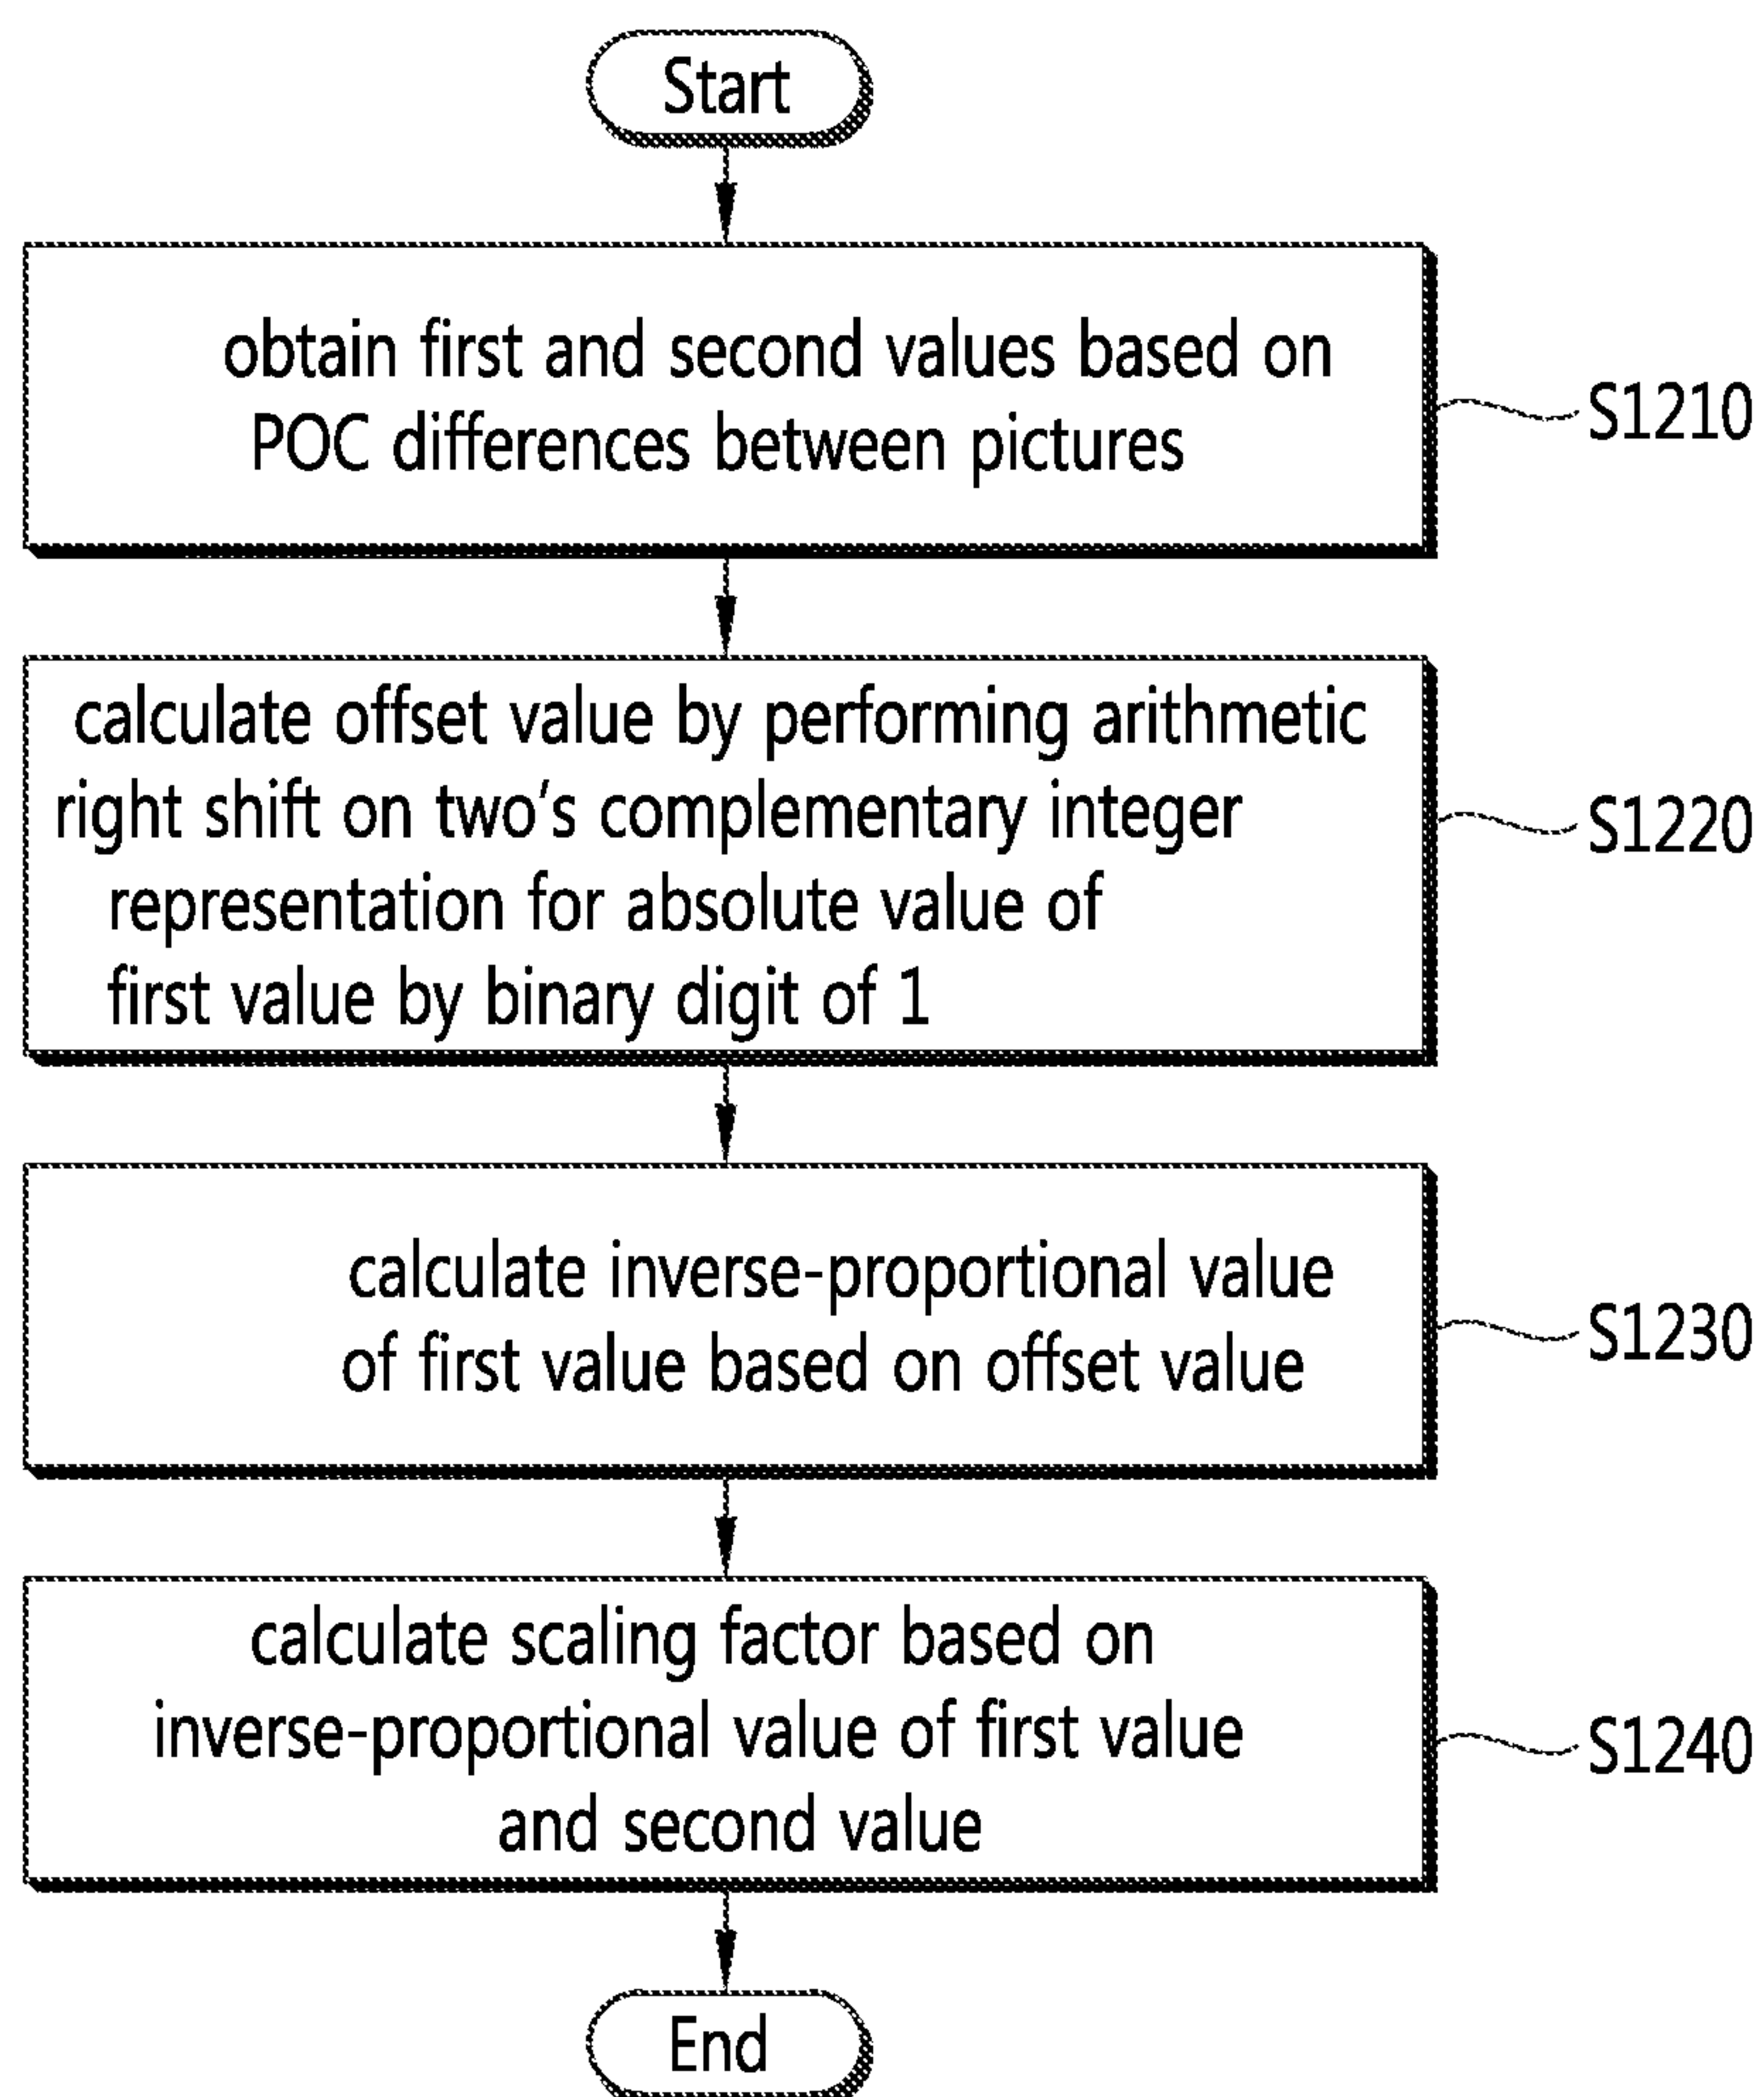 Start
obtain first and second values based on
POC differences between pictures
S1210
calculate offset value by performing arithmetic
right shift on two's complementary integer
representation for absolute value of
first value by binary digit of 1
S1220
calculate inverse-proportional value
of first value based on offset value
S1230
calculate scaling factor based on
inverse-proportional value of first value
and second value
S1240
End